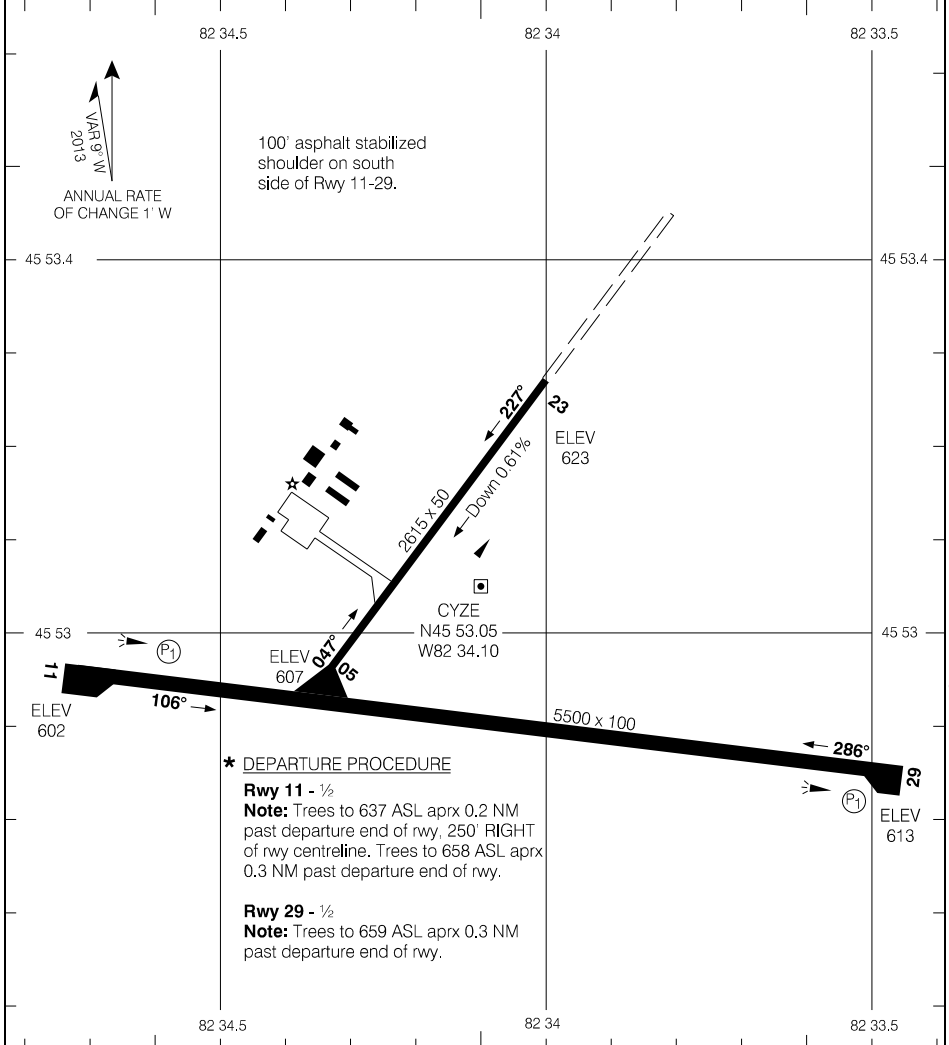 82 34.5
82 34
82 33.5
VAR 9° W
2013
ANNUAL RATE
OF CHANGE 1' W
100' asphalt stabilized
shoulder on south
side of Rwy 11-29.
45 53.4
45 53.4
227°
23
ELEV
623
Down 0.61%
2615 x 50
CYZE
N45 53.05
W82 34.10
45 53
45 53
P1
ELEV
607
047°
05
11
ELEV
602
106°
5500 x 100
286°
29
P1
ELEV
613
* DEPARTURE PROCEDURE
Rwy 11 - ½
Note: Trees to 637 ASL aprx 0.2 NM
past departure end of rwy, 250' RIGHT
of rwy centreline. Trees to 658 ASL aprx
0.3 NM past departure end of rwy.
Rwy 29 - ½
Note: Trees to 659 ASL aprx 0.3 NM
past departure end of rwy.
82 34.5
82 34
82 33.5